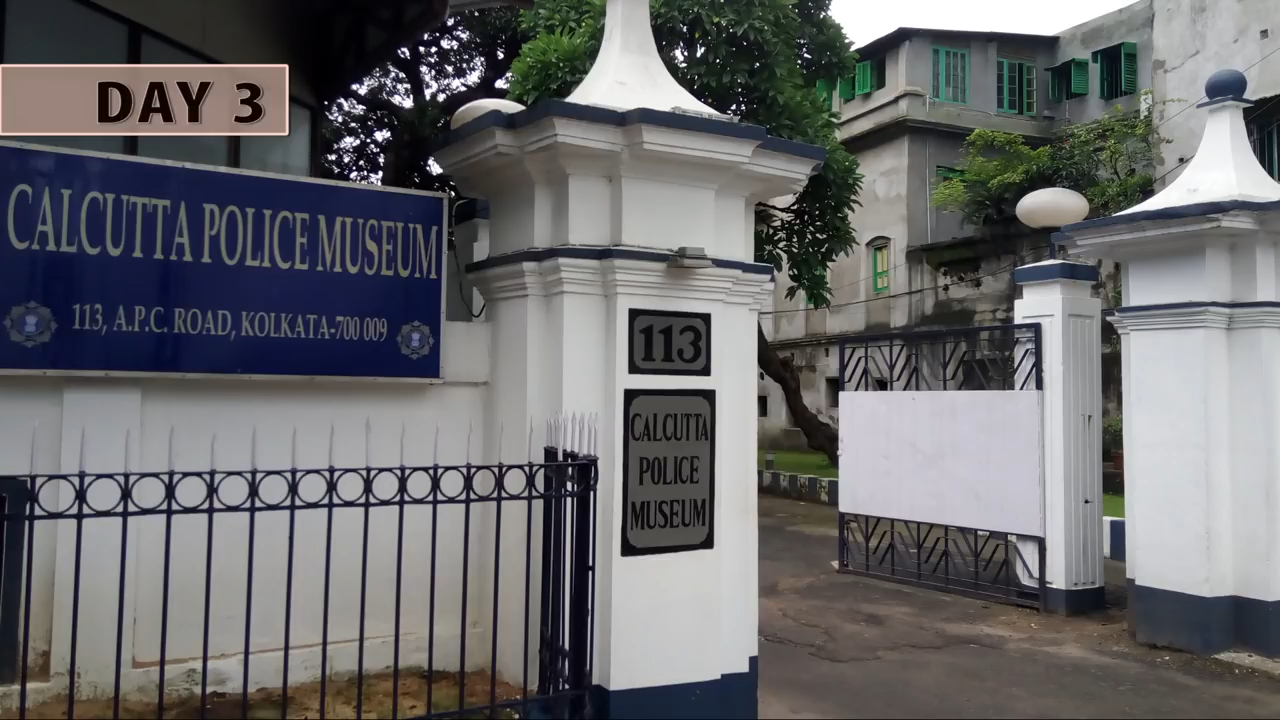 DAY 3
CALCUTTA POLICE MUSEUM
113, A.P.C. ROAD, KOLKATA-700 009
113
CALCUTTA
POLICE
MUSEUM